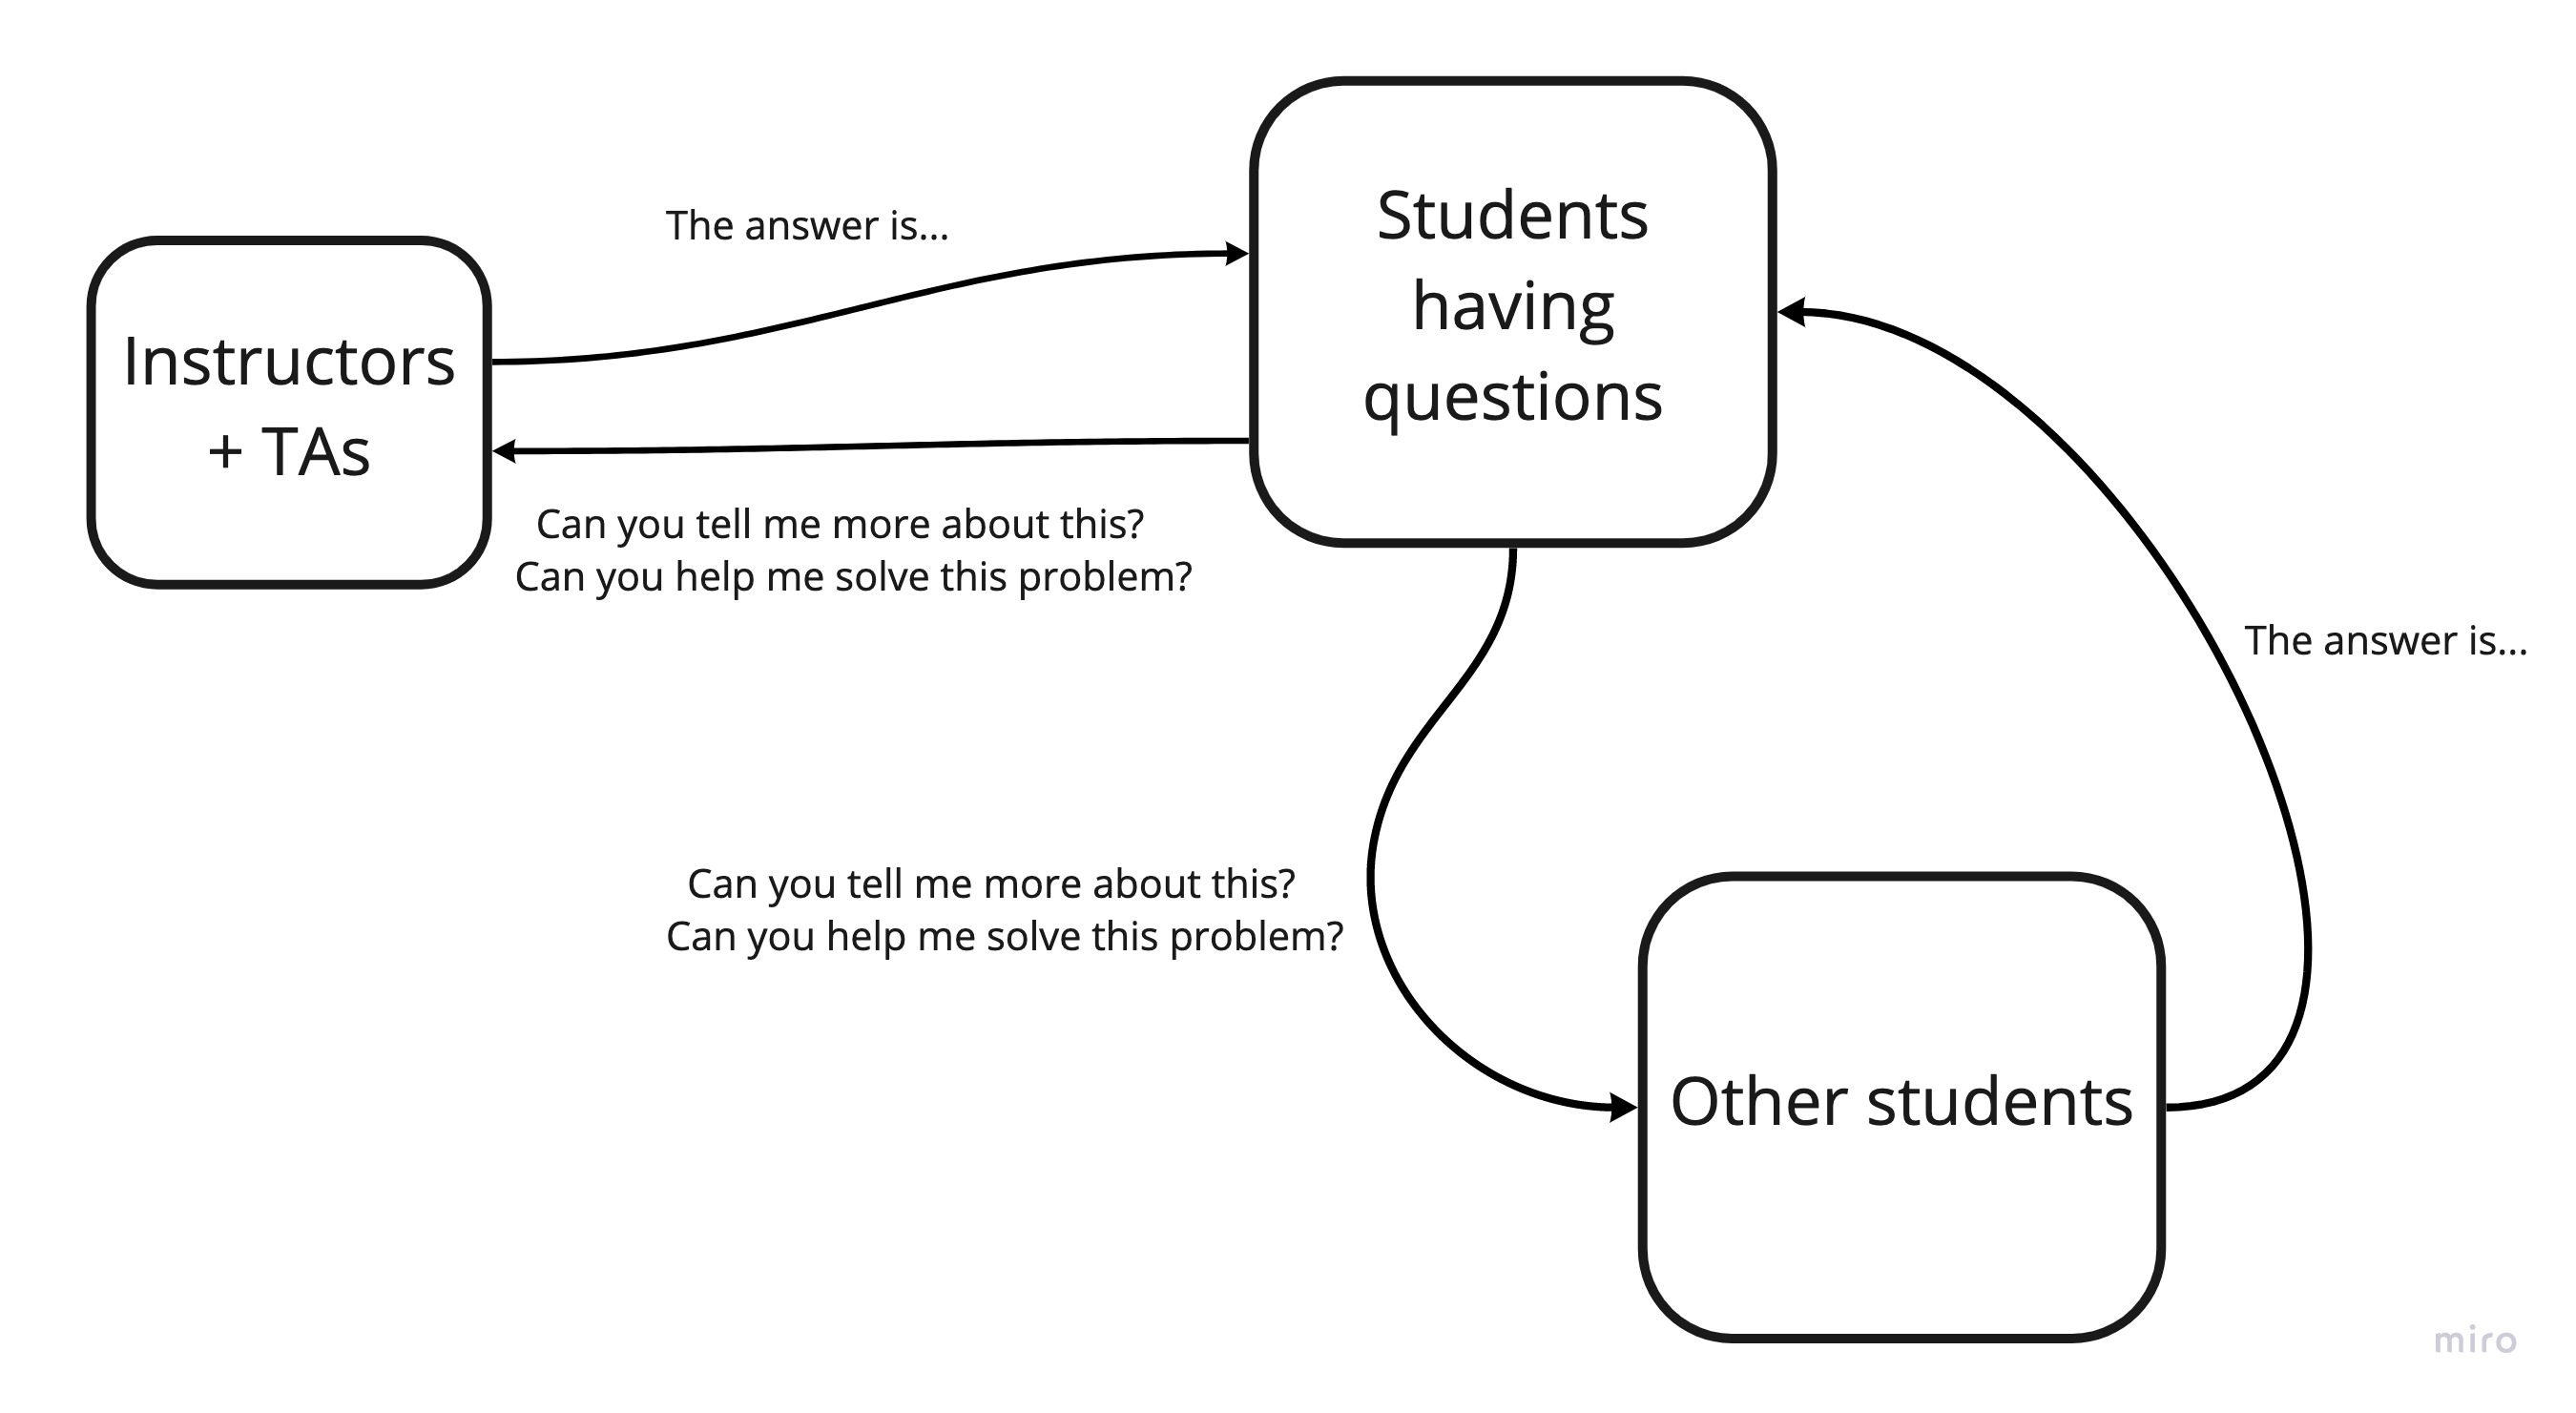 The answer is...
Students
having
questions
Instructors
+ TAs
Can you tell me more about this?
Can you help me solve this problem?
The answer is...
Can you tell me more about this?
Can you help me solve this problem?
Other students
miro